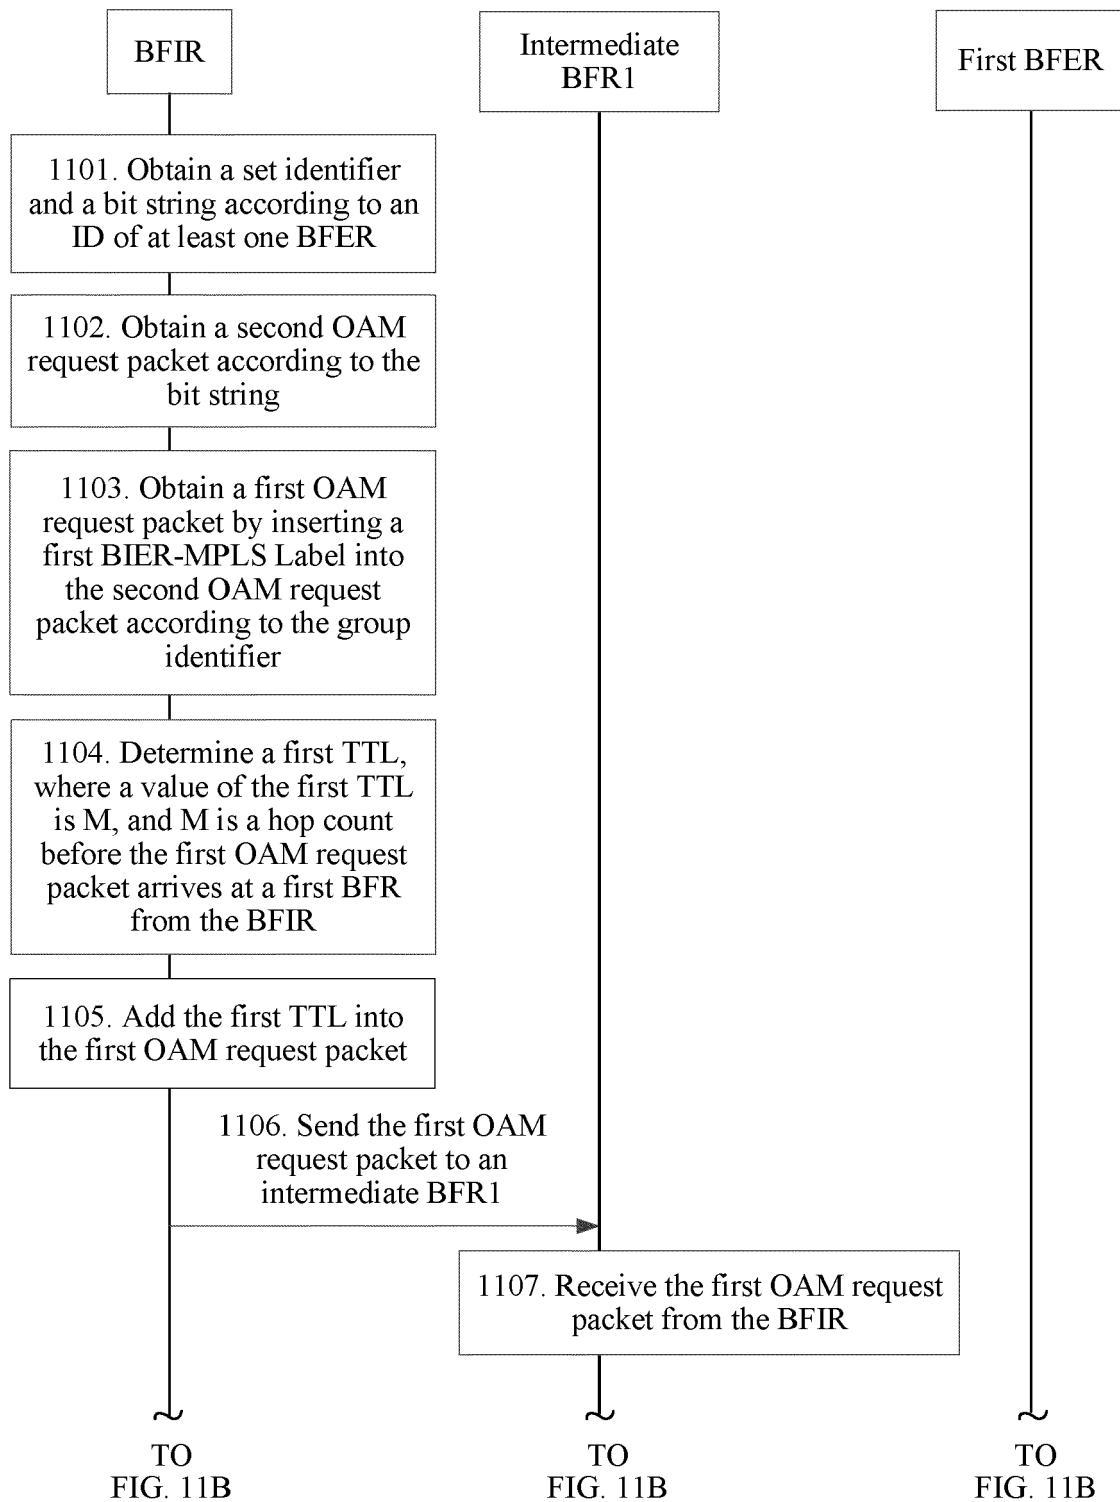 BFIR
Intermediate
BFR1
First BFER
1101. Obtain a set identifier
and a bit string according to an
ID of at least one BFER
1102. Obtain a second OAM
request packet according to the
bit string
1103. Obtain a first OAM
request packet by inserting a
first BIER-MPLS Label into
the second OAM request
packet according to the group
identifier
1104. Determine a first TTL,
where a value of the first TTL
is M, and M is a hop count
before the first OAM request
packet arrives at a first BFR
from the BFIR
1105. Add the first TTL into
the first OAM request packet
1106. Send the first OAM
request packet to an
intermediate BFR1
1107. Receive the first OAM request
packet from the BFIR
TO
FIG. 11B
TO
FIG. 11B
TO
FIG. 11B